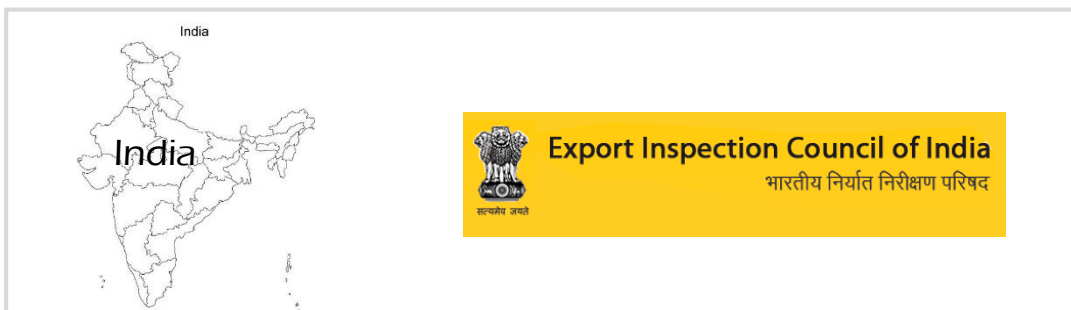 India
India
Export Inspection Council of India
भारतीय निर्यात निरीक्षण परिषद
सत्यमेव जयते